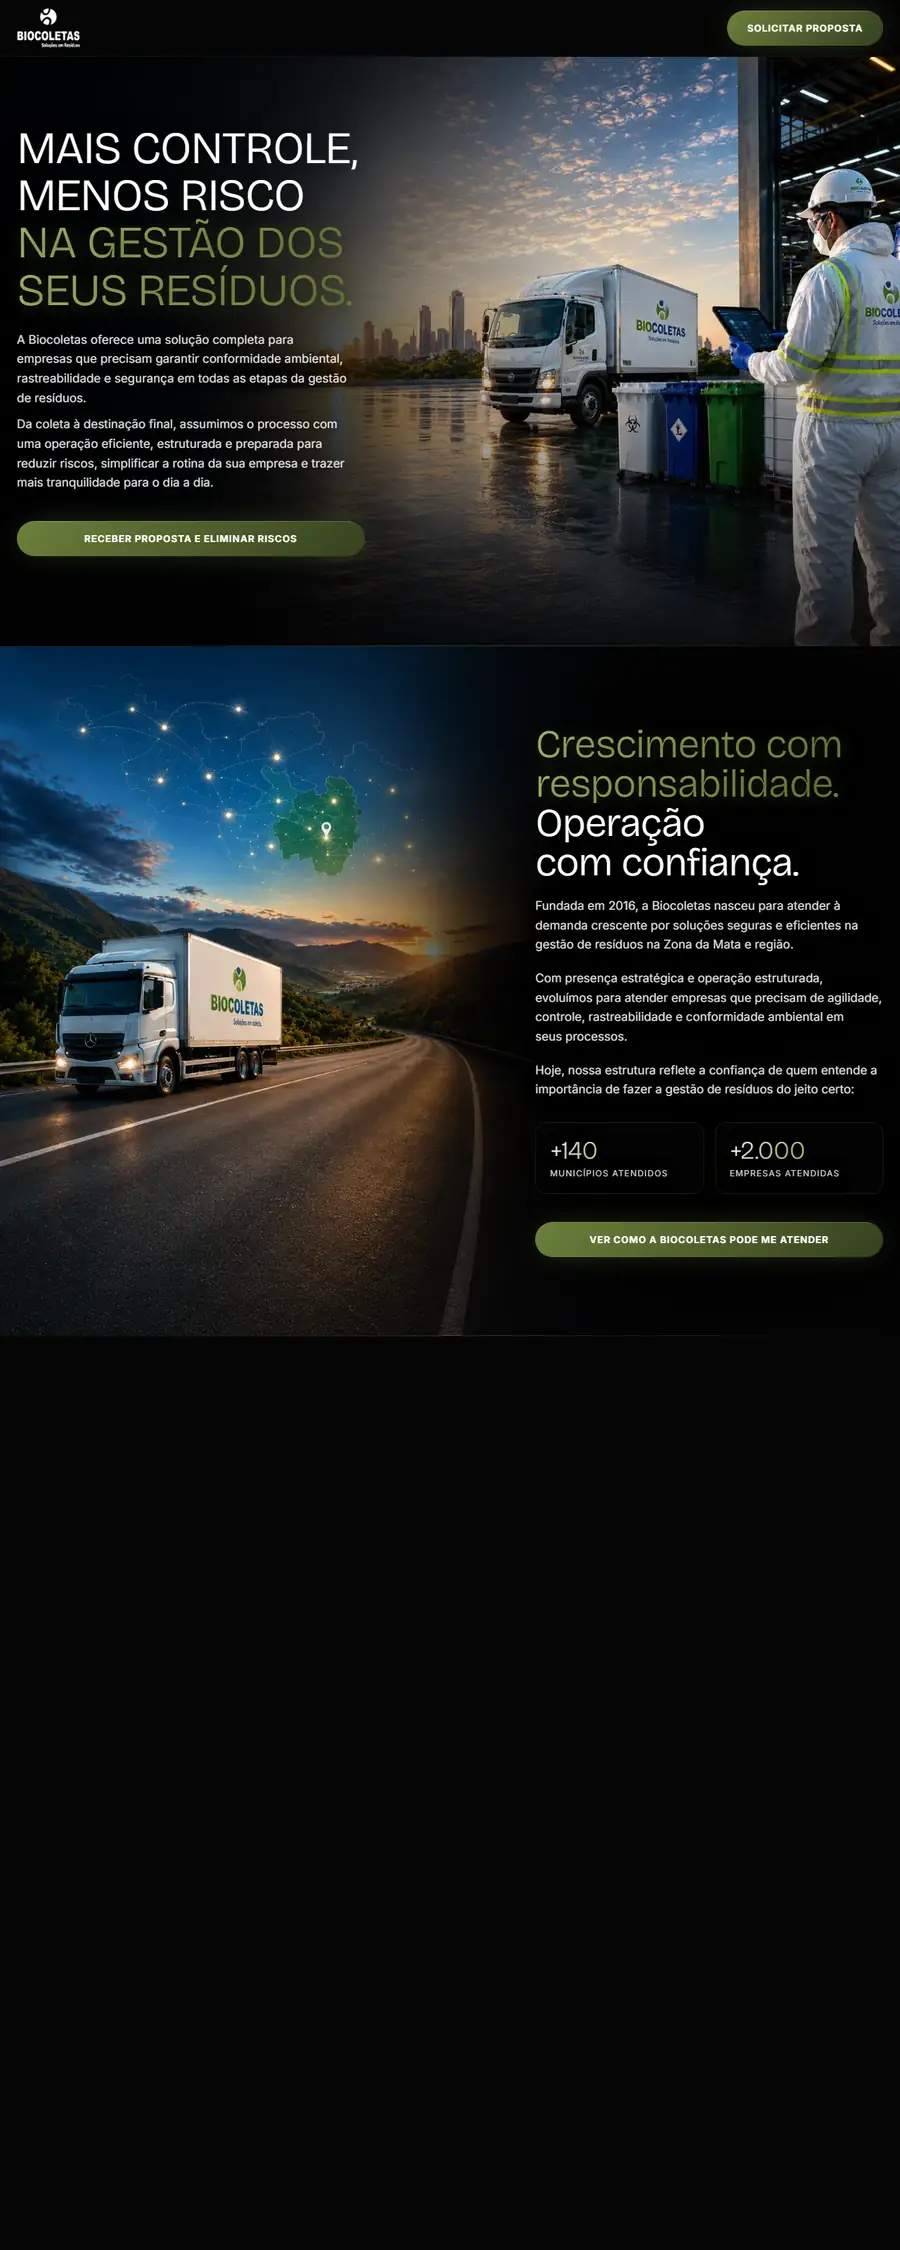 BIOCOLETAS
Soluções em Resíduos
SOLICITAR PROPOSTA
MAIS CONTROLE,
MENOS RISCO
NA GESTÃO DOS
SEUS RESÍDUOS.
A Biocoletas oferece uma solução completa para
empresas que precisam garantir conformidade ambiental,
rastreabilidade e segurança em todas as etapas da gestão
de resíduos.
Da coleta à destinação final, assumimos o processo com
uma operação eficiente, estruturada e preparada para
reduzir riscos, simplificar a rotina da sua empresa e trazer
mais tranquilidade para o dia a dia.
RECEBER PROPOSTA E ELIMINAR RISCOS
BIOCOLETAS
Soluções em Resíduos
Crescimento com
responsabilidade.
Operação
com confiança.
Fundada em 2016, a Biocoletas nasceu para atender à
demanda crescente por soluções seguras e eficientes na
gestão de resíduos na Zona da Mata e região.
Com presença estratégica e operação estruturada,
evoluímos para atender empresas que precisam de agilidade,
controle, rastreabilidade e conformidade ambiental em
seus processos.
Hoje, nossa estrutura reflete a confiança de quem entende a
importância de fazer a gestão de resíduos do jeito certo:
+140
MUNICÍPIOS ATENDIDOS
+2.000
EMPRESAS ATENDIDAS
VER COMO A BIOCOLETAS PODE ME ATENDER
BIOCOLETAS